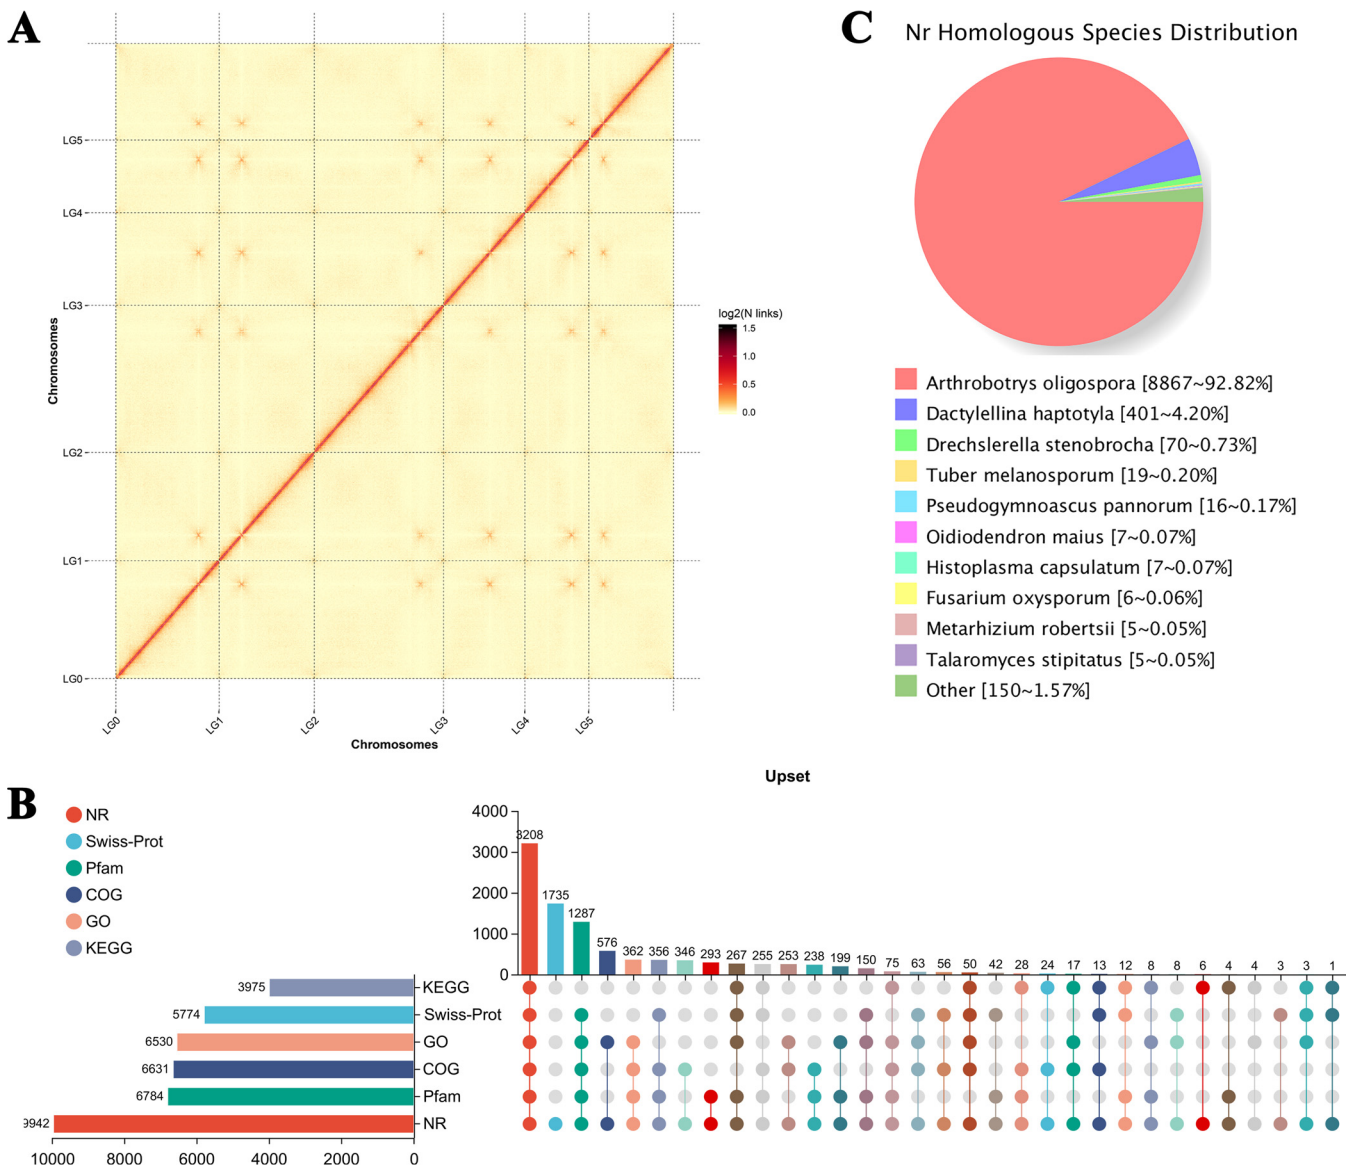 A
LG5
LG4
LG3
LG2
LG1
LG0
Chromosomes
LG0
LG1
LG2
LG3
LG4
LG5
Chromosomes
log2(N links)
1.5
1.0
0.5
0.0
C
Nr Homologous Species Distribution
Arthrobotrys oligospora [8867~92.82%]
Dactylellina haptotyla [401~4.20%]
Drechslerella stenobrocha [70~0.73%]
Tuber melanosporum [19~0.20%]
Pseudogymnoascus pannorum [16~0.17%]
Oidiodendron maius [7~0.07%]
Histoplasma capsulatum [7~0.07%]
Fusarium oxysporum [6~0.06%]
Metarhizium robertsii [5~0.05%]
Talaromyces stipitatus [5~0.05%]
Other [150~1.57%]
B
NR
Swiss-Prot
Pfam
COG
GO
KEGG
Upset
4000
3000
2000
1000
0
3208 1735 1287 576 362 356 346 293 267 255 253 238 199 150 75 63 56 50 42 28 24 17 13 12 8 8 6 4 4 3 3 1
3975 KEGG
5774 Swiss-Prot
6530 GO
6631 COG
6784 Pfam
9942 NR
10000 8000 6000 4000 2000 0